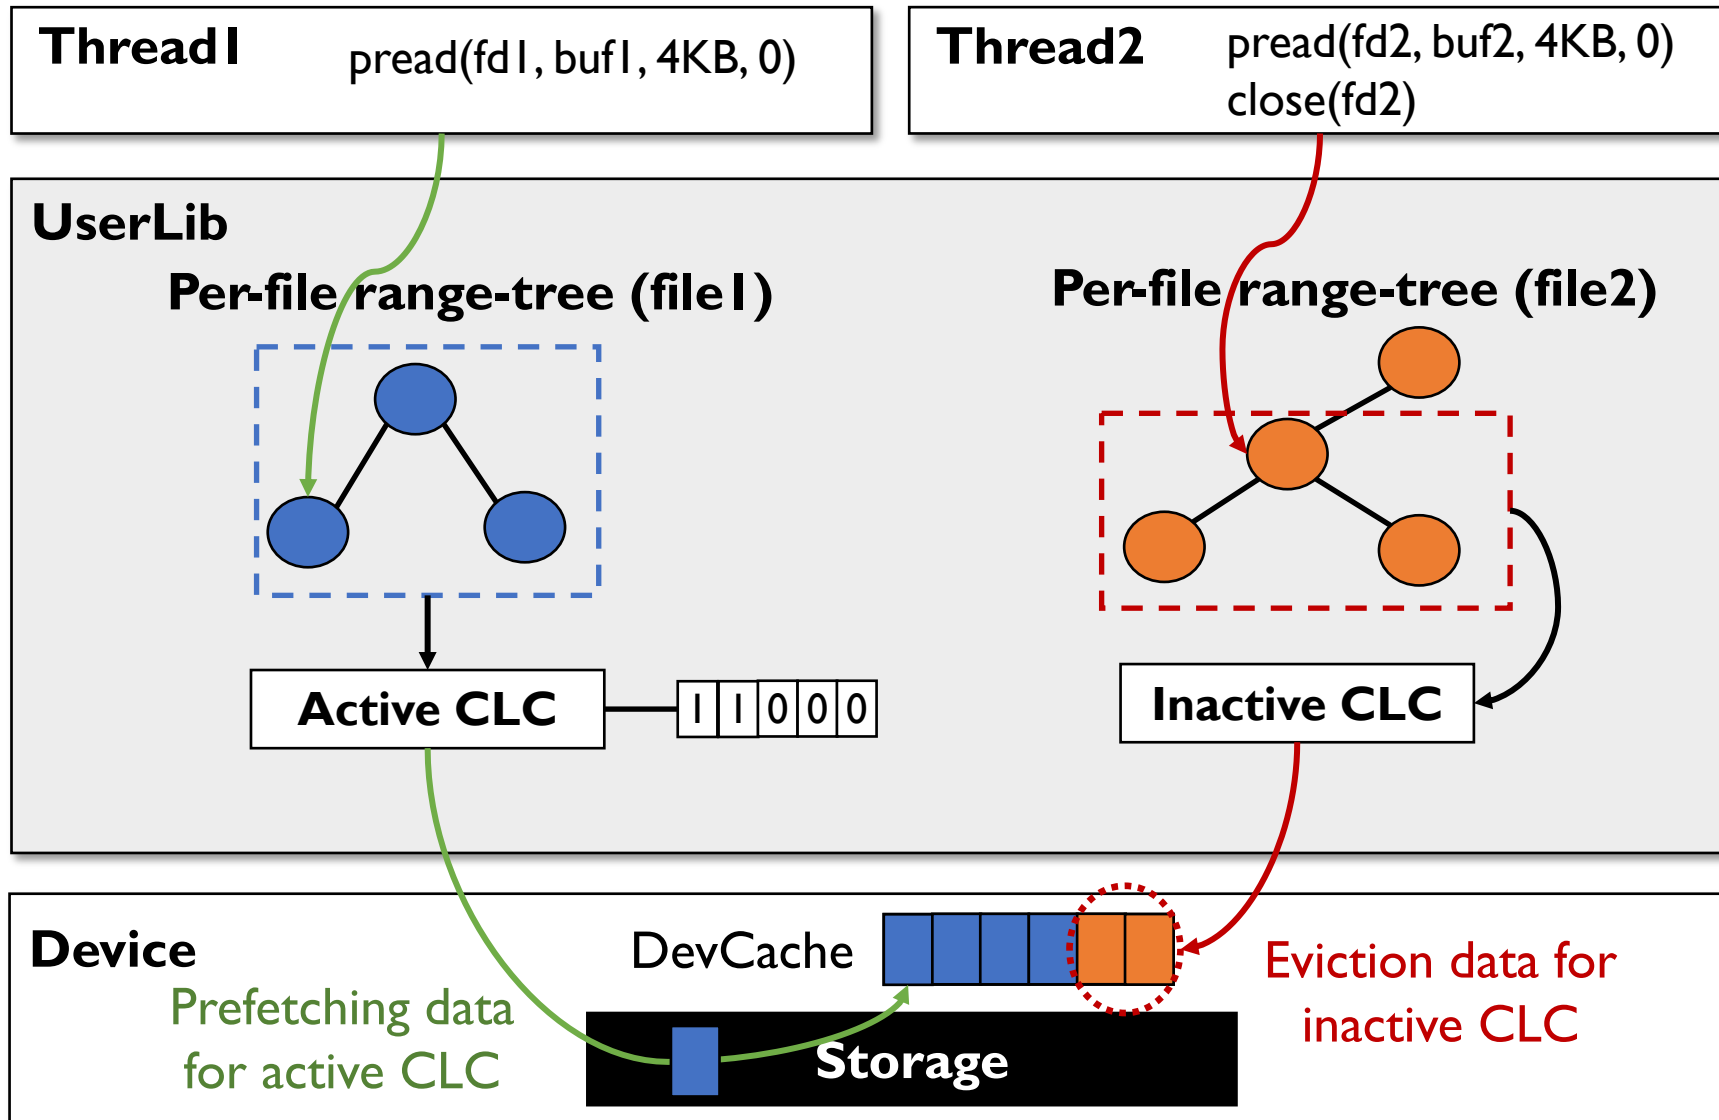 Thread1
pread(fd1, buf1, 4KB, 0)
Thread2
pread(fd2, buf2, 4KB, 0)
close(fd2)
UserLib
Per-file range-tree (file1)
Per-file range-tree (file2)
Active CLC
1 1 0 0 0
Inactive CLC
Device
DevCache
Prefetching data
for active CLC
Storage
Eviction data for
inactive CLC